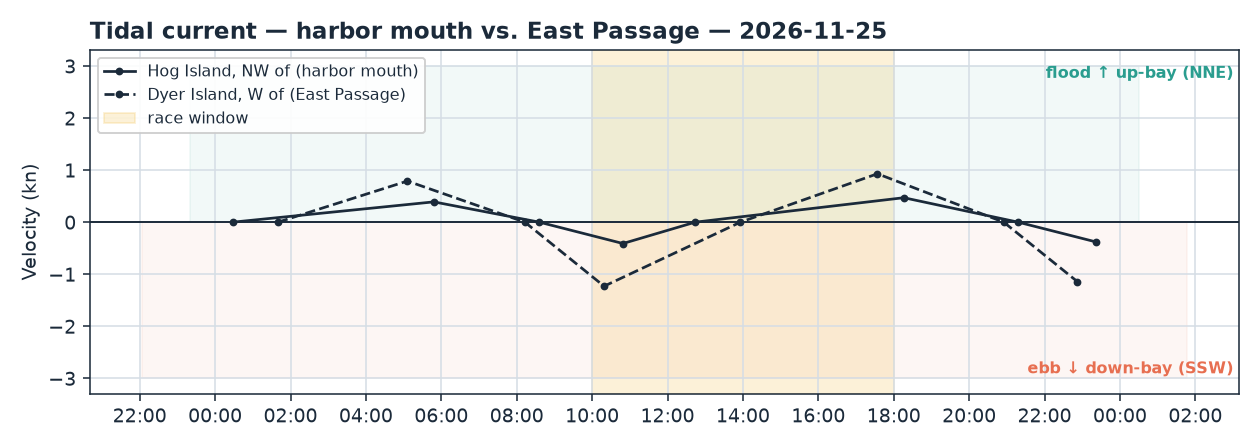 Tidal current — harbor mouth vs. East Passage — 2026-11-25
Hog Island, NW of (harbor mouth)
Dyer Island, W of (East Passage)
race window
flood ↑ up-bay (NNE)
ebb ↓ down-bay (SSW)
Velocity (kn)
3
2
1
0
−1
−2
−3
22:00 00:00 02:00 04:00 06:00 08:00 10:00 12:00 14:00 16:00 18:00 20:00 22:00 00:00 02:00